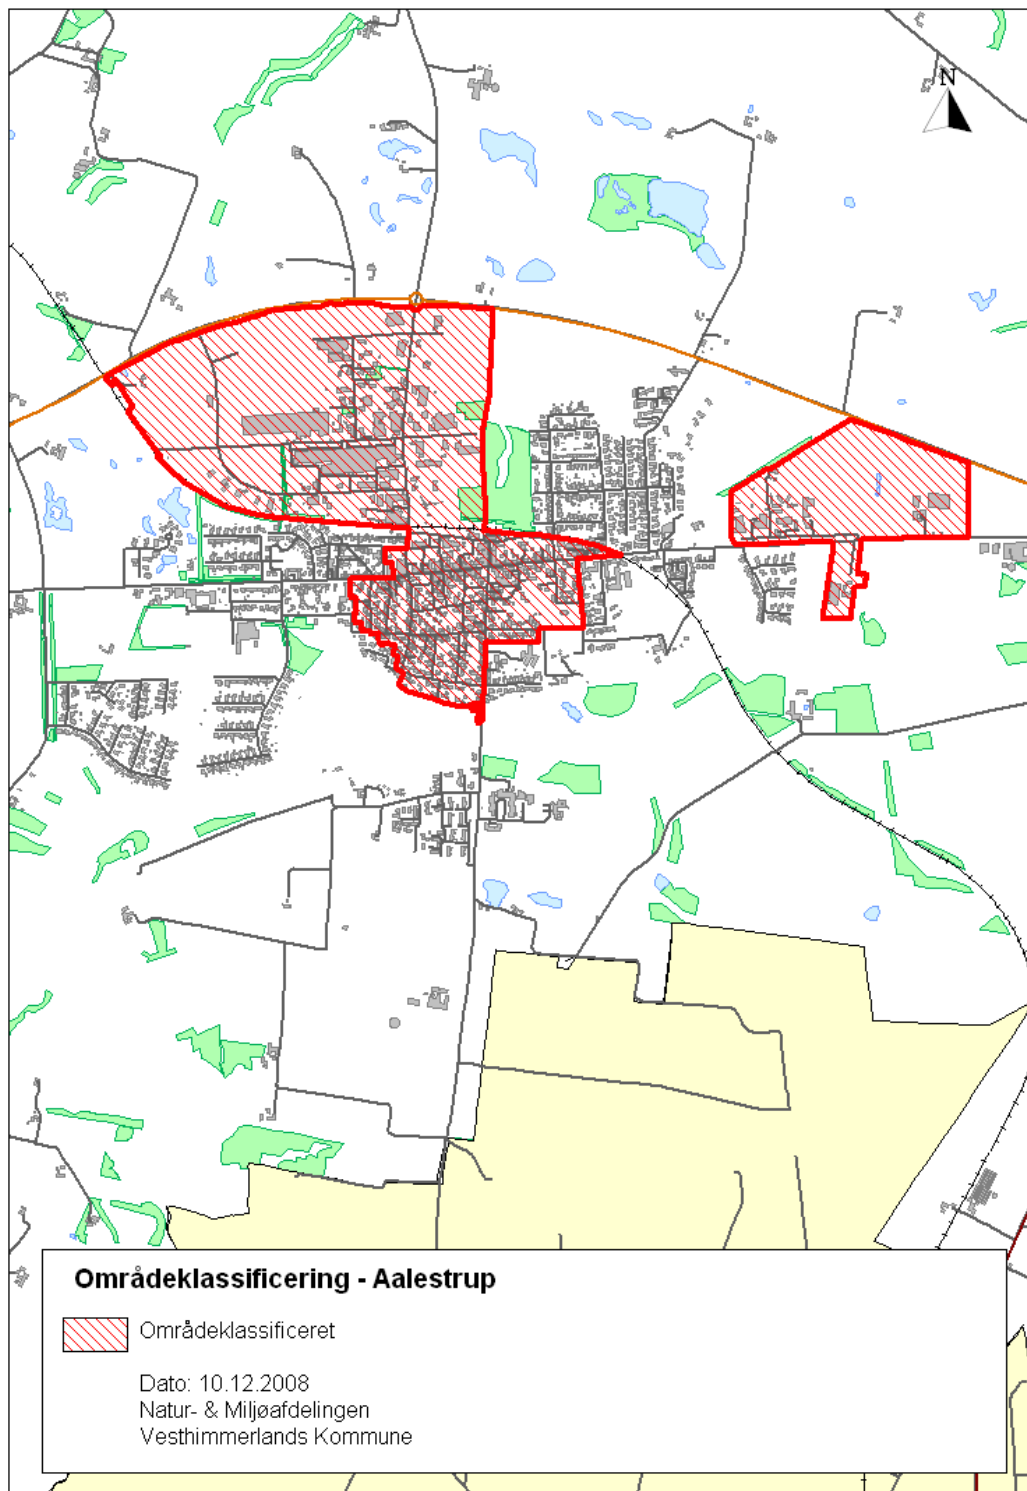 N
Områdeklassificering - Aalestrup
Områdeklassificeret
Dato: 10.12.2008
Natur- & Miljøafdelingen
Vesthimmerlands Kommune